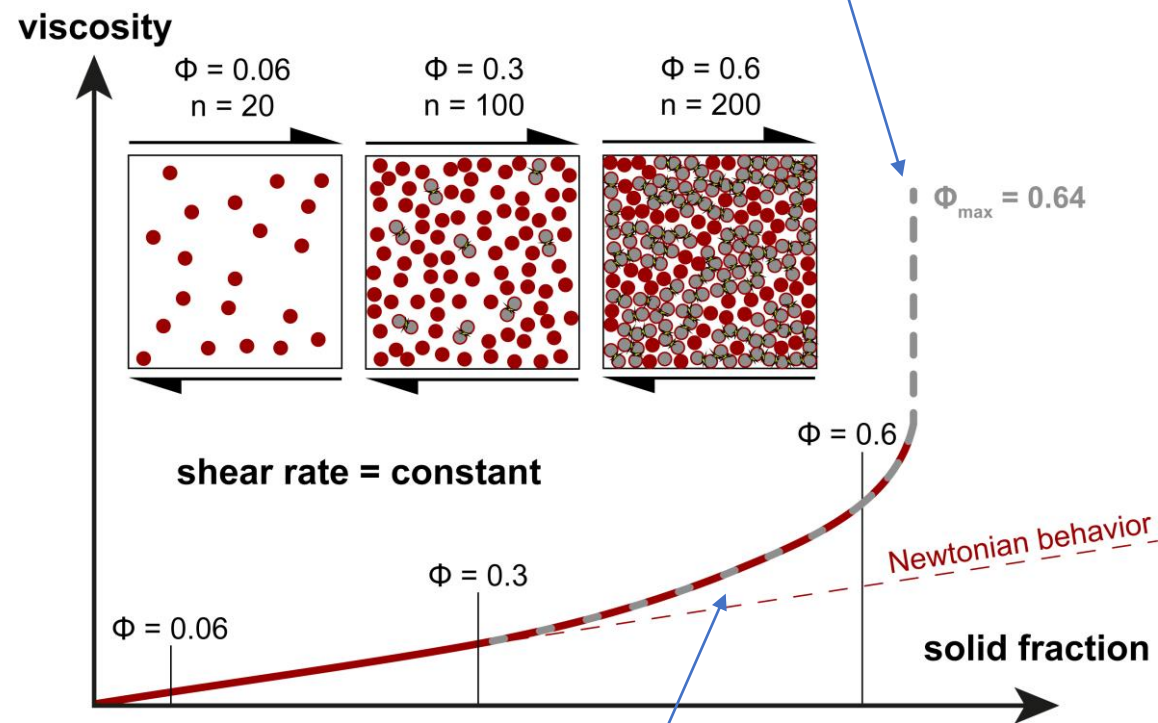 viscosity
Φ = 0.06
n = 20
Φ = 0.3
n = 100
Φ = 0.6
n = 200
Φmax = 0.64
Φ = 0.6
shear rate = constant
Newtonian behavior
Φ = 0.3
Φ = 0.06
solid fraction